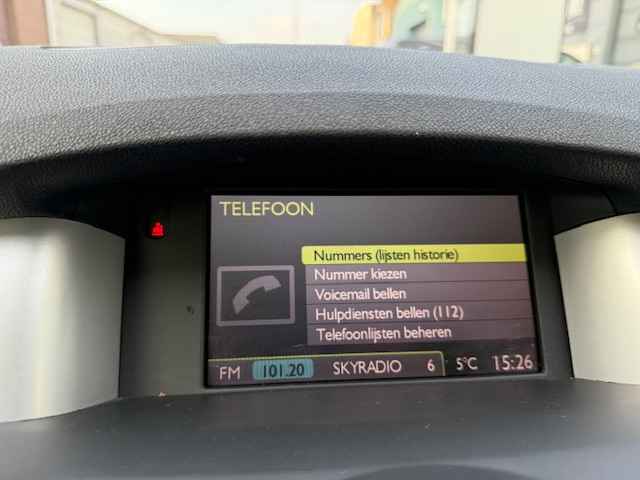 TELEFOON
Nummers (lijsten historie)
Nummer kiezen
Voicemail bellen
Hulpdiensten bellen (112)
Telefoonlijsten beheren
FM 101.20 SKYRADIO 6 5°C 15:26